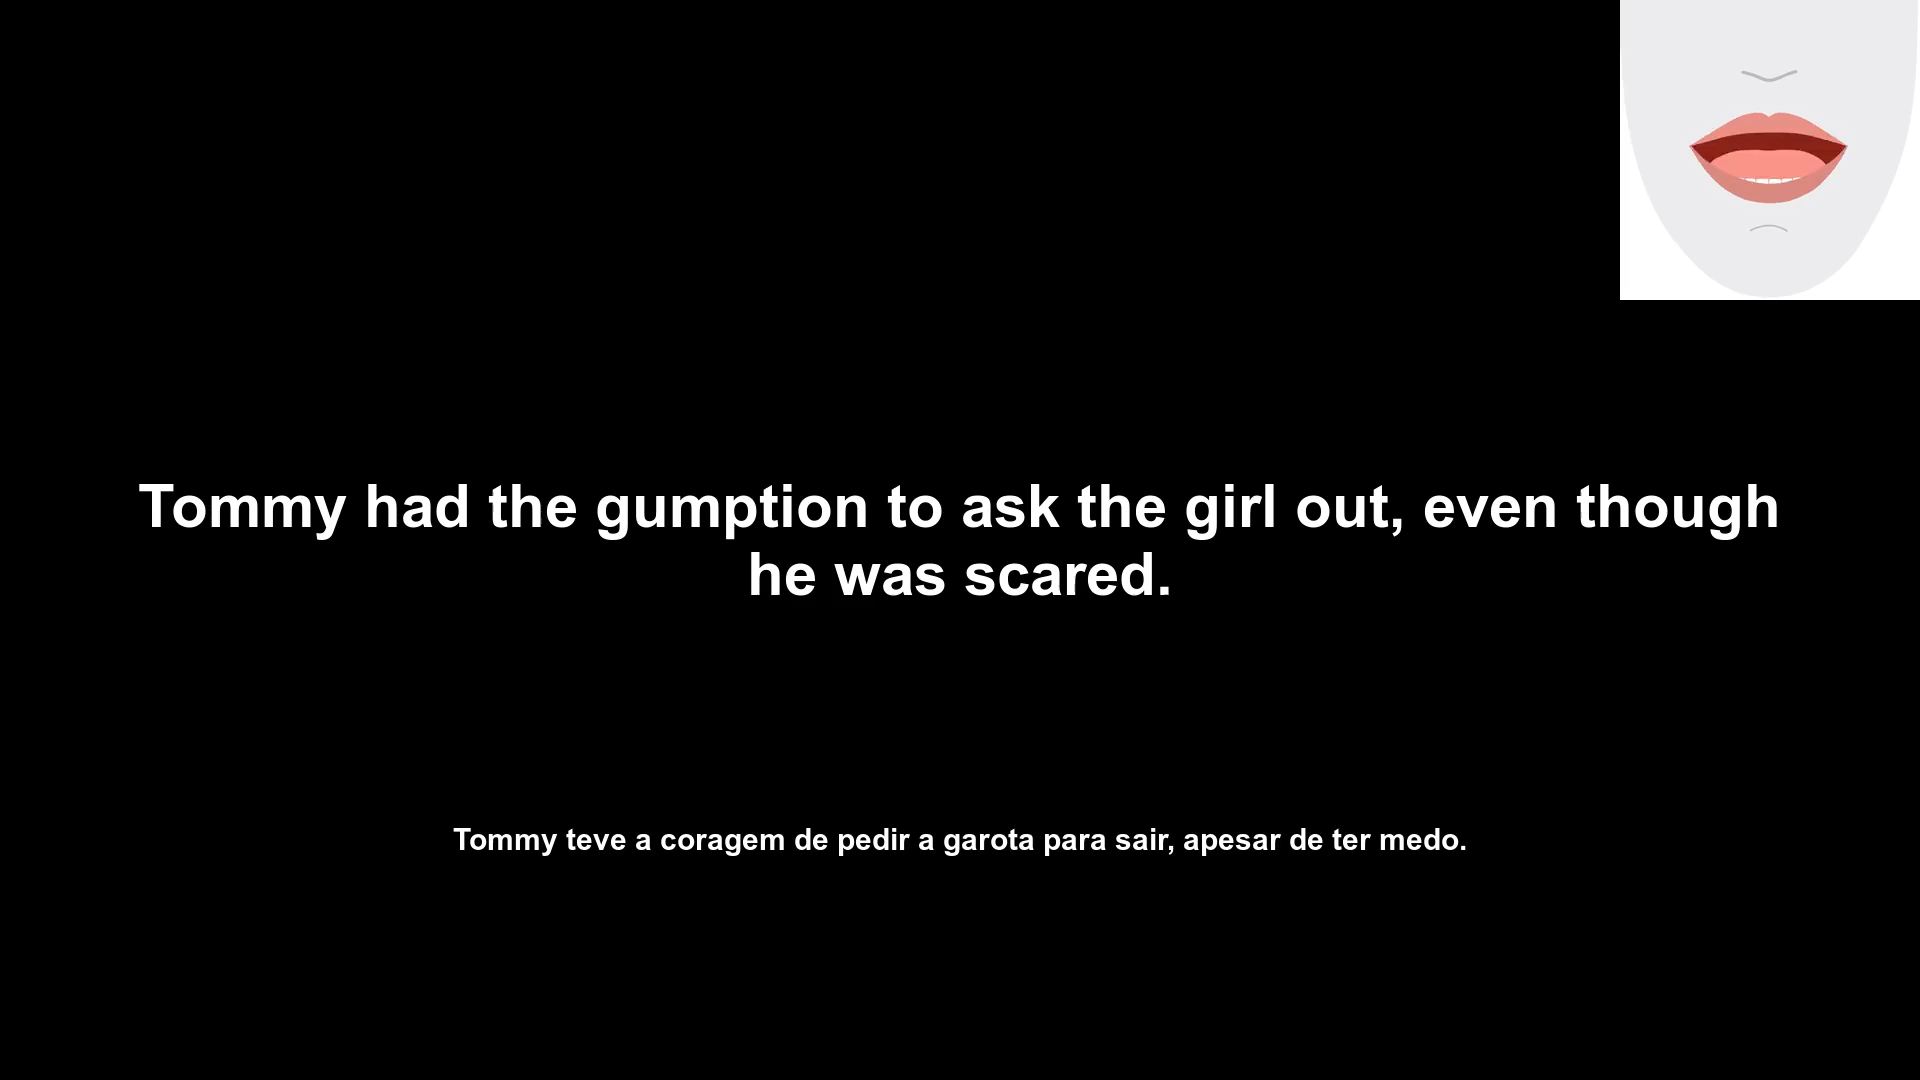 Tommy had the gumption to ask the girl out, even though
he was scared.
Tommy teve a coragem de pedir a garota para sair, apesar de ter medo.